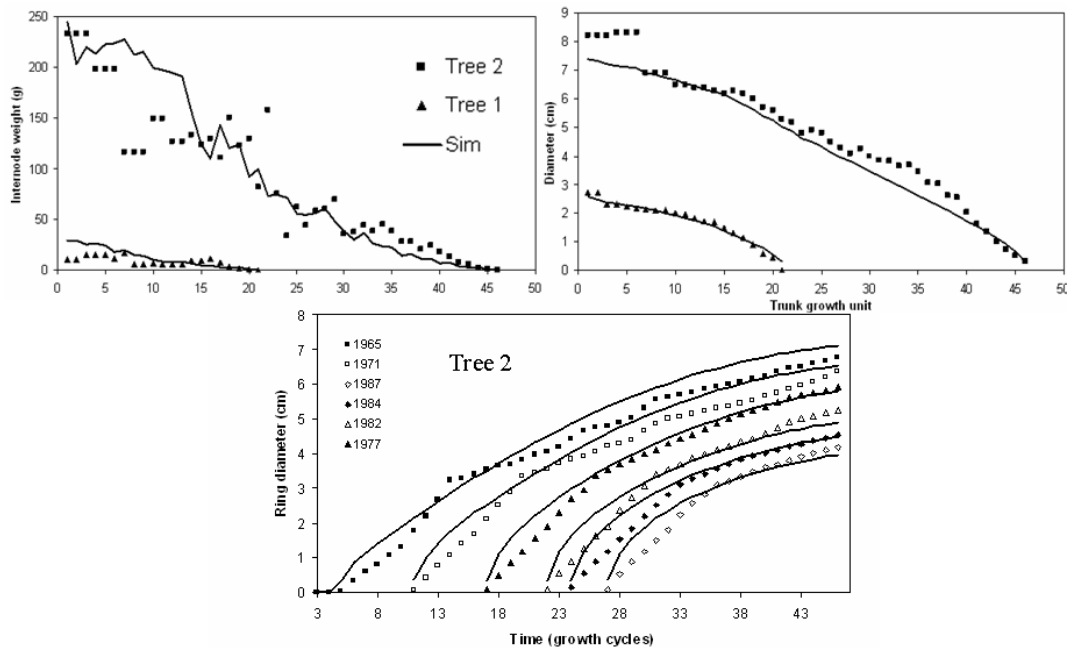 250
200
150
100
50
0
Internode weight (g)
Tree 2
Tree 1
Sim
0 5 10 15 20 25 30 35 40 45 50
9
8
7
6
5
4
3
2
1
0
Diameter (cm)
0 5 10 15 20 25 30 35 40 45 50
Trunk growth unit
8
7
6
5
4
3
2
1
0
Ring diameter (cm)
1965
1971
1987
1984
1982
1977
Tree 2
3 8 13 18 23 28 33 38 43
Time (growth cycles)